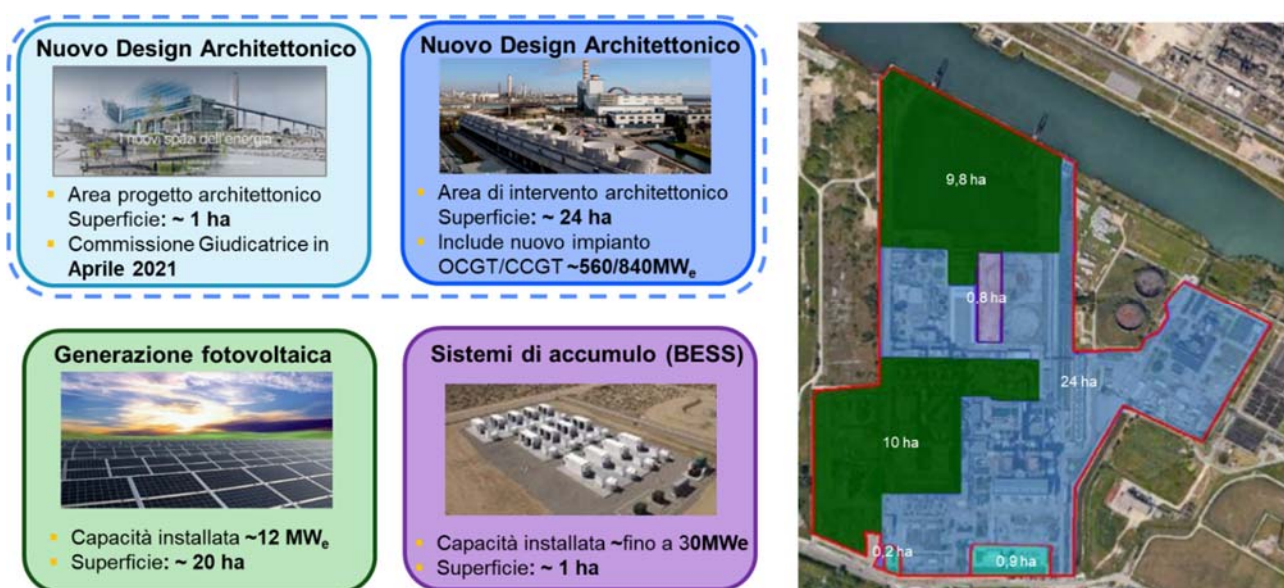 Nuovo Design Architettonico
I nuovi spazi dell'energia
▪ Area progetto architettonico
Superficie: ~ 1 ha
▪ Commissione Giudicatrice in
Aprile 2021
Nuovo Design Architettonico
▪ Area di intervento architettonico
Superficie: ~ 24 ha
▪ Include nuovo impianto
OCGT/CCGT ~560/840MWe
Generazione fotovoltaica
▪ Capacità installata ~12 MWe
▪ Superficie: ~ 20 ha
Sistemi di accumulo (BESS)
▪ Capacità installata ~fino a 30MWe
▪ Superficie: ~ 1 ha
9,8 ha
0,8 ha
24 ha
10 ha
0,2 ha
0,9 ha